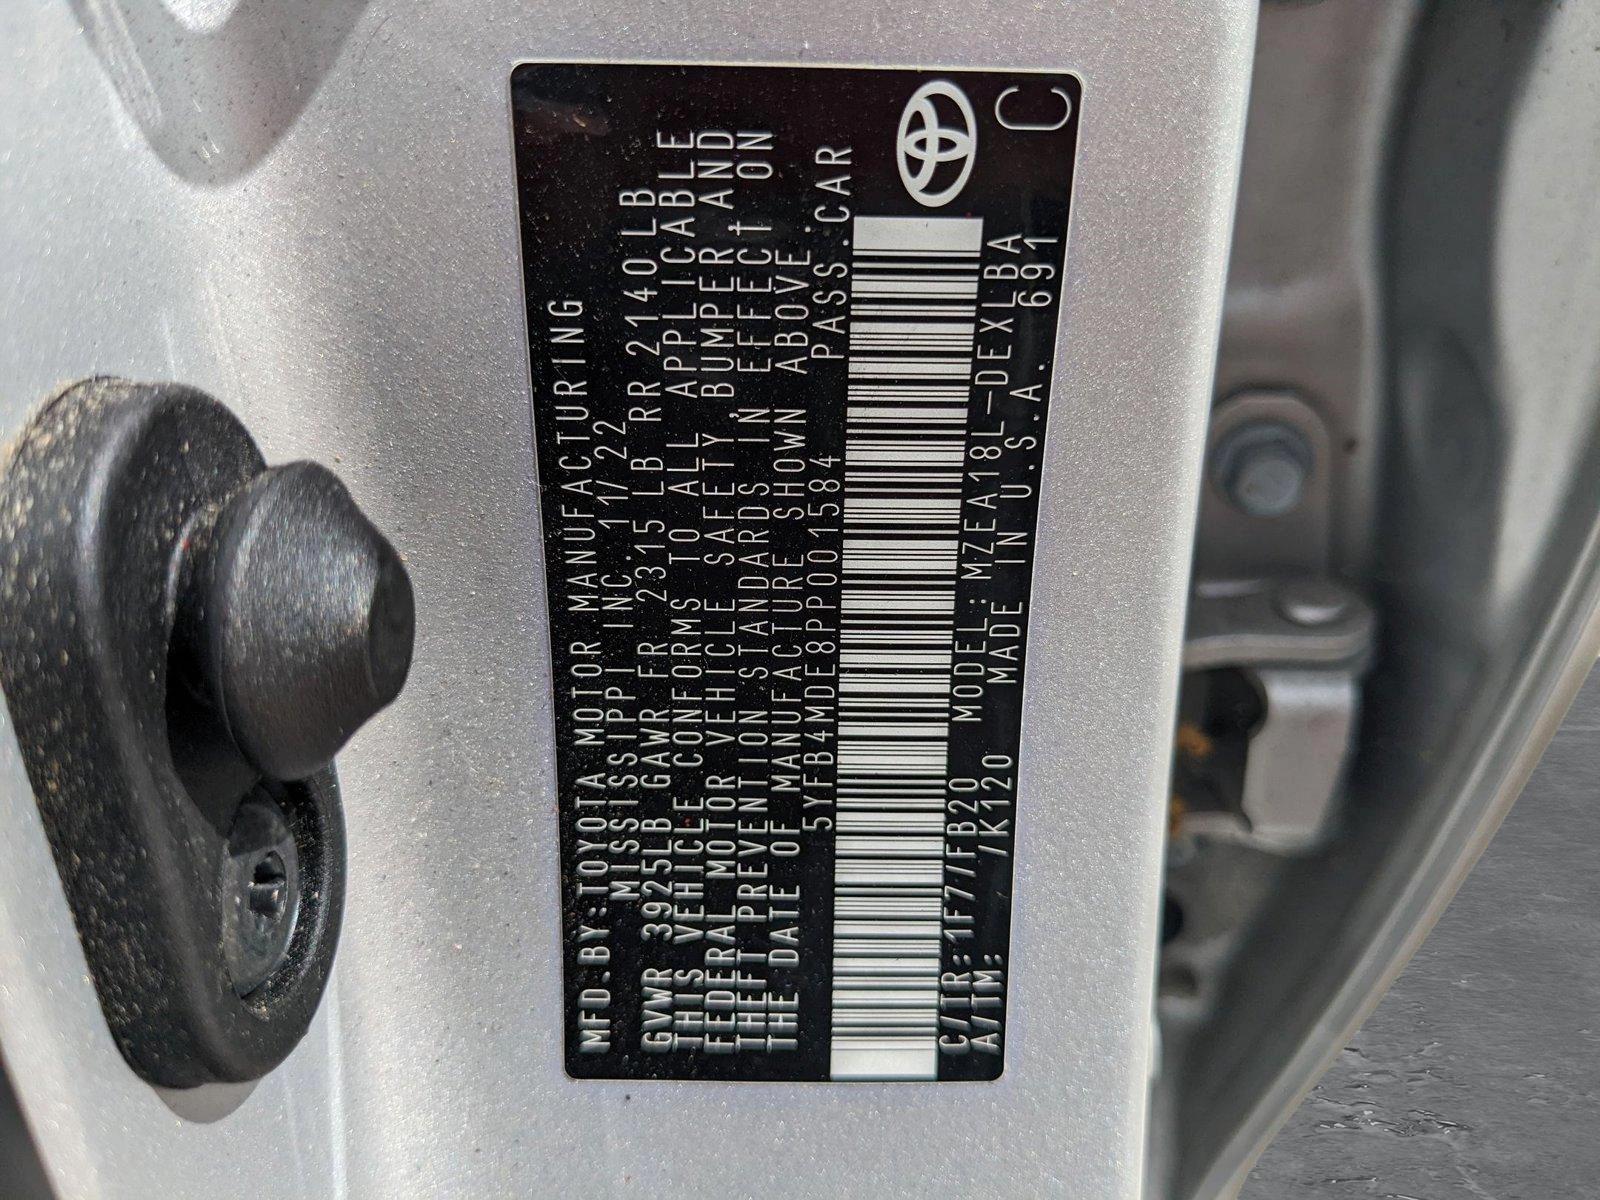 MFD.BY:TOYOTA MOTOR MANUFACTURING
MISSISSIPPI INC. 11/22
GVWR 3925LB GAWR FR 2315 LB RR 2140LB
THIS VEHICLE CONFORMS TO ALL APPLICABLE
FEDERAL MOTOR VEHICLE SAFETY, BUMPER, AND
THEFT PREVENTION STANDARDS IN EFFECT ON
THE DATE OF MANUFACTURE SHOWN ABOVE.
5YFB4MDE8PP001584 PASS.CAR
C/TR:1F7/FB20 MODEL:MZEA18L-DEXLBA
A/TM: /K120 MADE IN U.S.A. 691
C